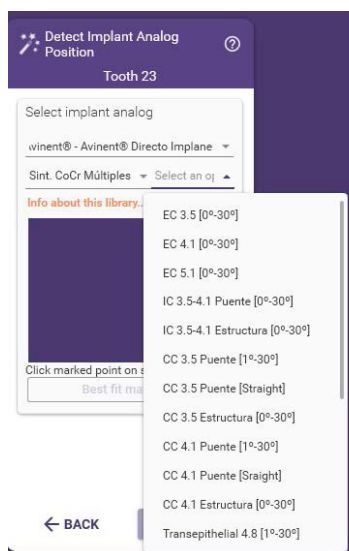 Detect Implant Analog
Position
Tooth 23
Select implant analog
vinent® - Avinent® Directo Implane
Sint. CoCr Múltiples
Select an op
Info about this library..
EC 3.5 [0º-30º]
EC 4.1 [0º-30º]
EC 5.1 [0º-30º]
IC 3.5-4.1 Puente [0º-30º]
IC 3.5-4.1 Estructura [0º-30º]
CC 3.5 Puente [1º-30º]
CC 3.5 Puente [Straight]
CC 3.5 Estructura [0º-30º]
CC 4.1 Puente [1º-30º]
CC 4.1 Puente [Sraight]
CC 4.1 Estructura [0º-30º]
Transepithelial 4.8 [1º-30º]
Click marked point on s
Best fit ma
BACK